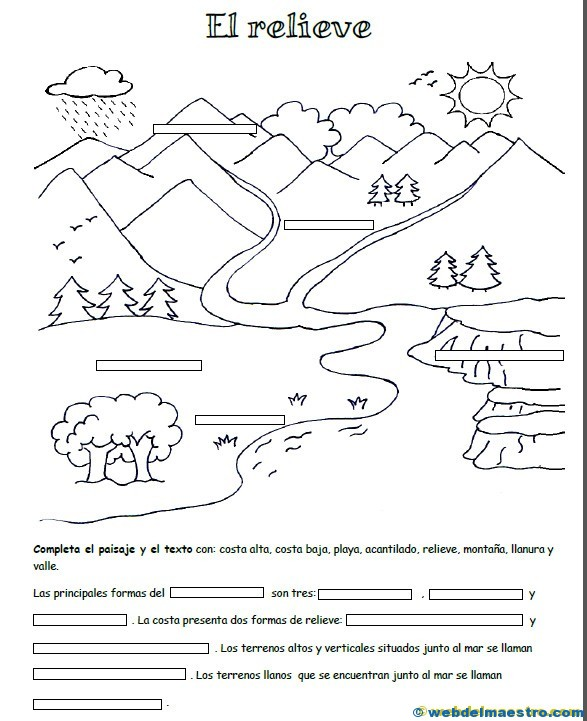 El relieve
Completa el paisaje y el texto con: costa alta, costa baja, playa, acantilado, relieve, montaña, llanura y
valle.
Las principales formas del son tres: , y
. La costa presenta dos formas de relieve: y
. Los terrenos altos y verticales situados junto al mar se llaman
. Los terrenos llanos que se encuentran junto al mar se llaman
.
© webdelmaestro.com